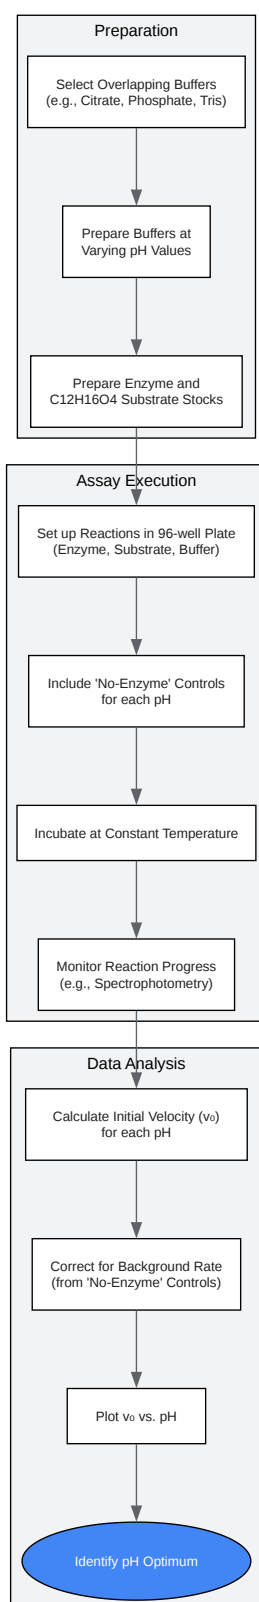 Preparation
Select Overlapping Buffers
(e.g., Citrate, Phosphate, Tris)
Prepare Buffers at
Varying pH Values
Prepare Enzyme and
C12H16O4 Substrate Stocks
Assay Execution
Set up Reactions in 96-well Plate
(Enzyme, Substrate, Buffer)
Include 'No-Enzyme' Controls
for each pH
Incubate at Constant Temperature
Monitor Reaction Progress
(e.g., Spectrophotometry)
Data Analysis
Calculate Initial Velocity (v₀)
for each pH
Correct for Background Rate
(from 'No-Enzyme' Controls)
Plot v₀ vs. pH
Identify pH Optimum